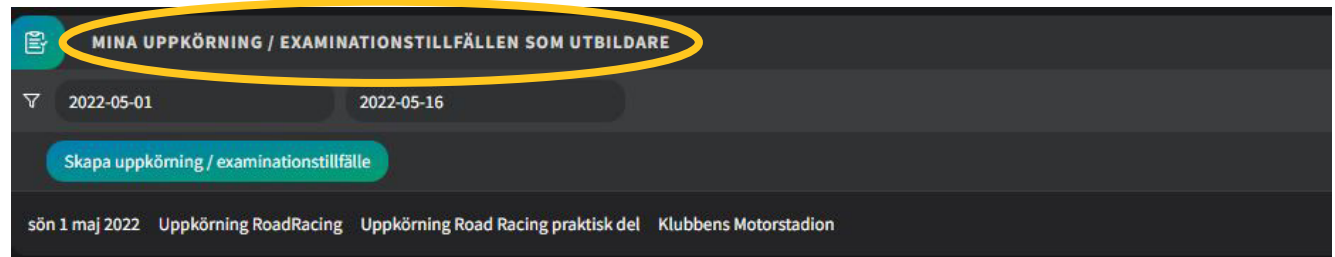 MINA UPPKÖRNING / EXAMINATIONSTILLFÄLLEN SOM UTBILDARE
2022-05-01 2022-05-16
Skapa uppkörning / examinationstillfälle
sön 1 maj 2022 Uppkörning RoadRacing Uppkörning Road Racing praktisk del Klubbens Motorstadion